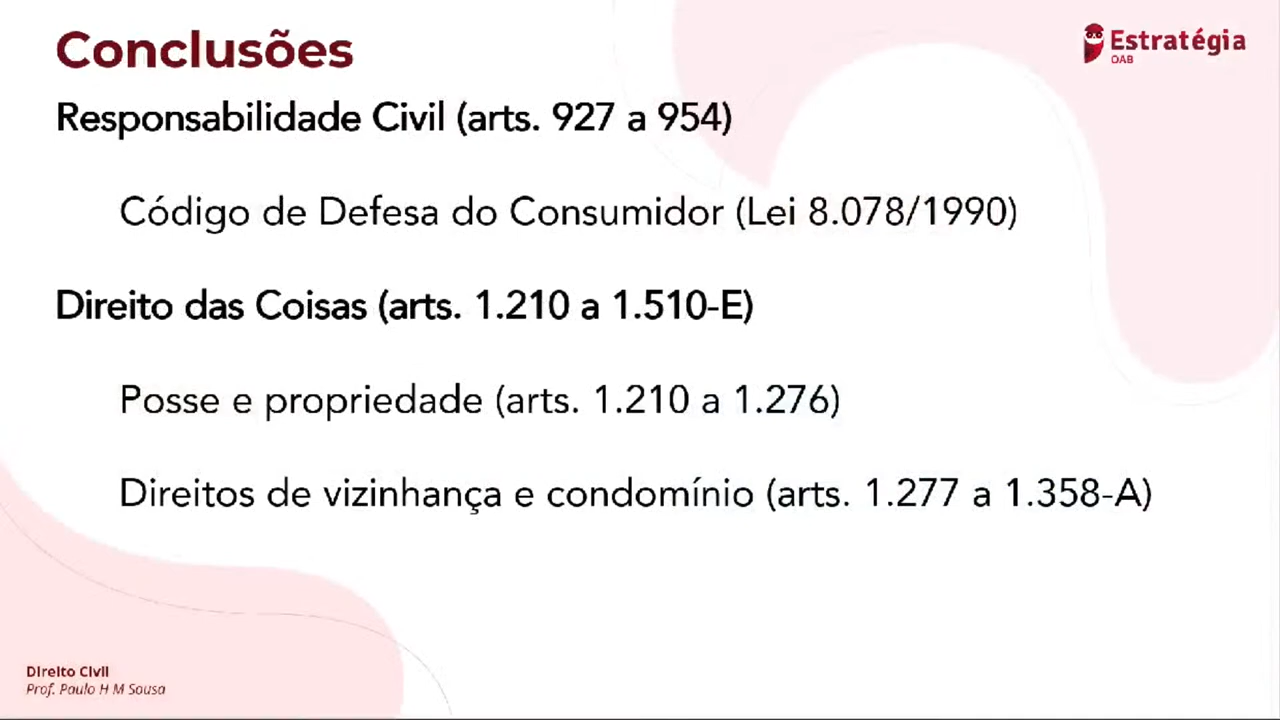 Conclusões
Estratégia
OAB
Responsabilidade Civil (arts. 927 a 954)
Código de Defesa do Consumidor (Lei 8.078/1990)
Direito das Coisas (arts. 1.210 a 1.510-E)
Posse e propriedade (arts. 1.210 a 1.276)
Direitos de vizinhança e condomínio (arts. 1.277 a 1.358-A)
Direito Civil
Prof. Paulo H M Sousa